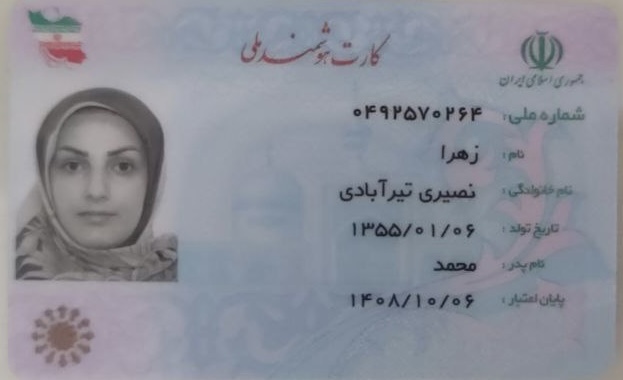 کارت هوشمند ملی
جمهوری اسلامی ایران
شماره ملی: ۰۴۹۲۵۷۰۲۶۴
نام: زهرا
نام خانوادگی: نصیری تیرآبادی
تاریخ تولد: ۱۳۵۵/۰۱/۰۶
نام پدر: محمد
پایان اعتبار: ۱۴۰۸/۱۰/۰۶